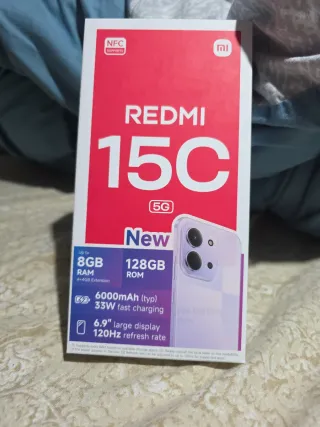 NFC
mi
REDMI
15C
5G
New
8GB
RAM
128GB
ROM
6000mAh (typ)
33W fast charging
6.9" large display
120Hz refresh rate